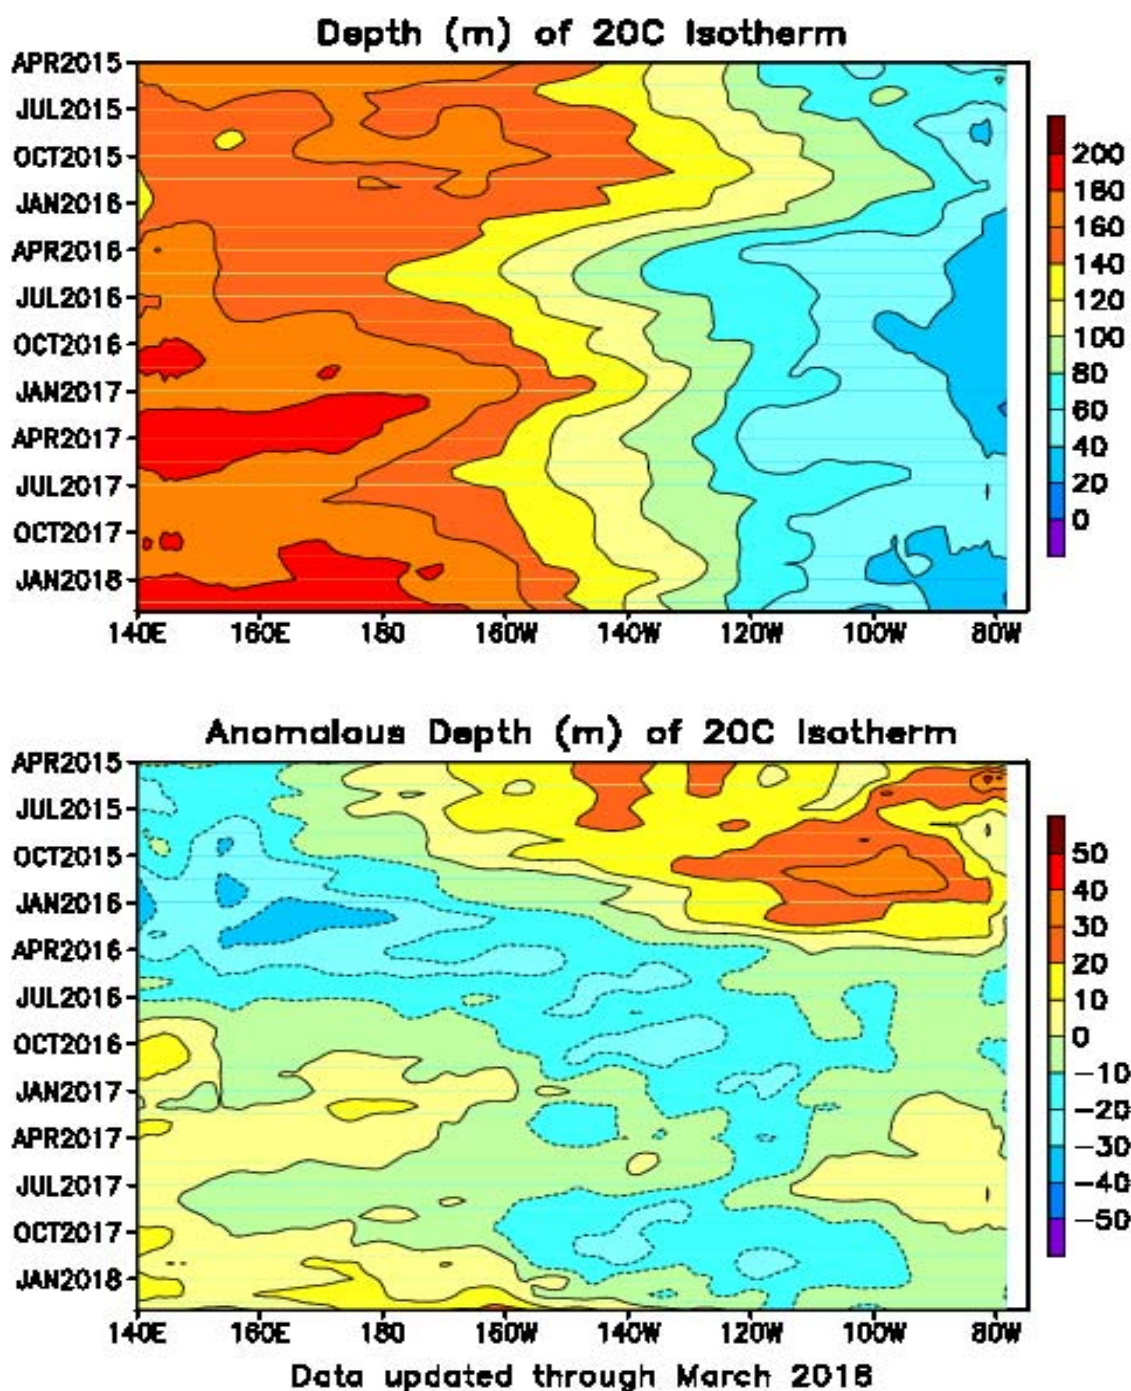 Depth (m) of 20C Isotherm
APR2015
JUL2015
OCT2015
JAN2016
APR2016
JUL2016
OCT2016
JAN2017
APR2017
JUL2017
OCT2017
JAN2018
140E 160E 180 160W 140W 120W 100W 80W
200
180
160
140
120
100
80
60
40
20
0
Anomalous Depth (m) of 20C Isotherm
APR2015
JUL2015
OCT2015
JAN2016
APR2016
JUL2016
OCT2016
JAN2017
APR2017
JUL2017
OCT2017
JAN2018
140E 160E 180 160W 140W 120W 100W 80W
50
40
30
20
10
0
-10
-20
-30
-40
-50
Data updated through March 2018